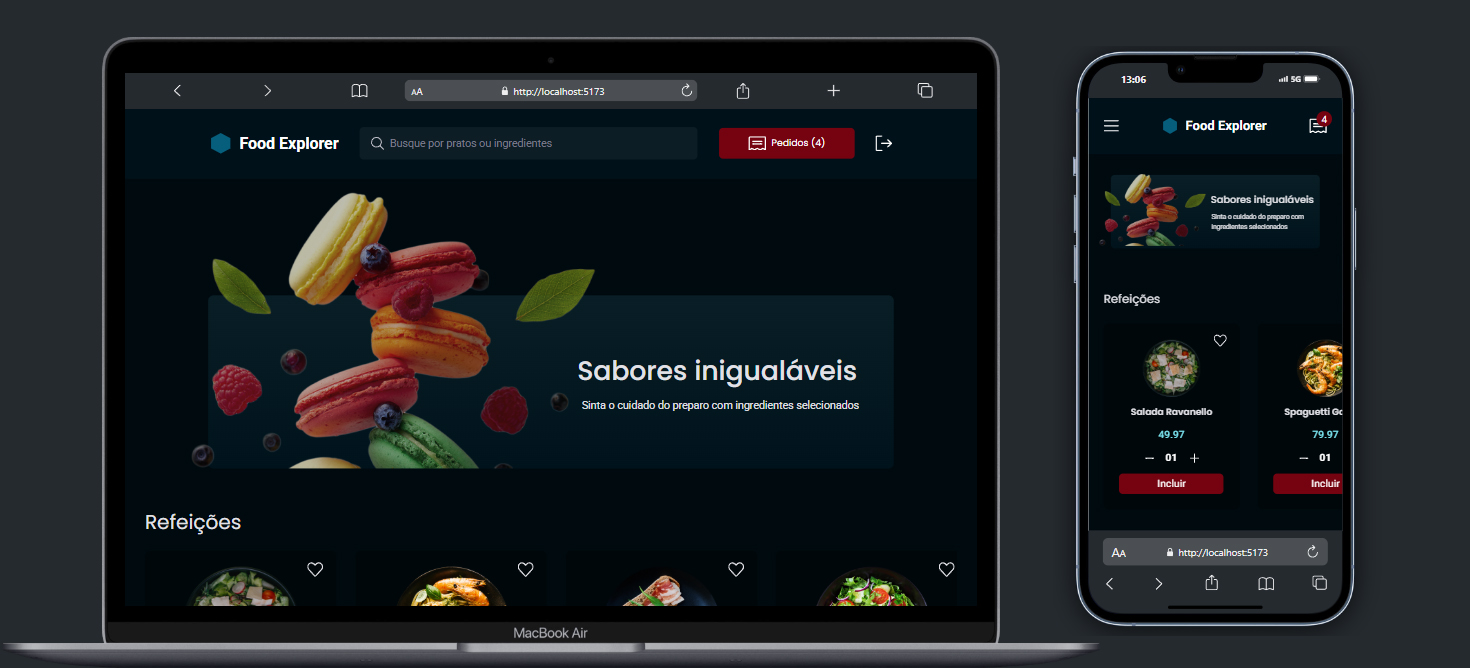 AA
http://localhost:5173
Food Explorer
Busque por pratos ou ingredientes
Pedidos (4)
Sabores inigualáveis
Sinta o cuidado do preparo com ingredientes selecionados
Refeições
MacBook Air
13:06
5G
Food Explorer
4
Sabores inigualáveis
Sinta o cuidado do preparo com
ingredientes selecionados
Refeições
Salada Ravanello
49.97
01
Incluir
Spaguetti Ga
79.97
01
Incluir
AA
http://localhost:5173